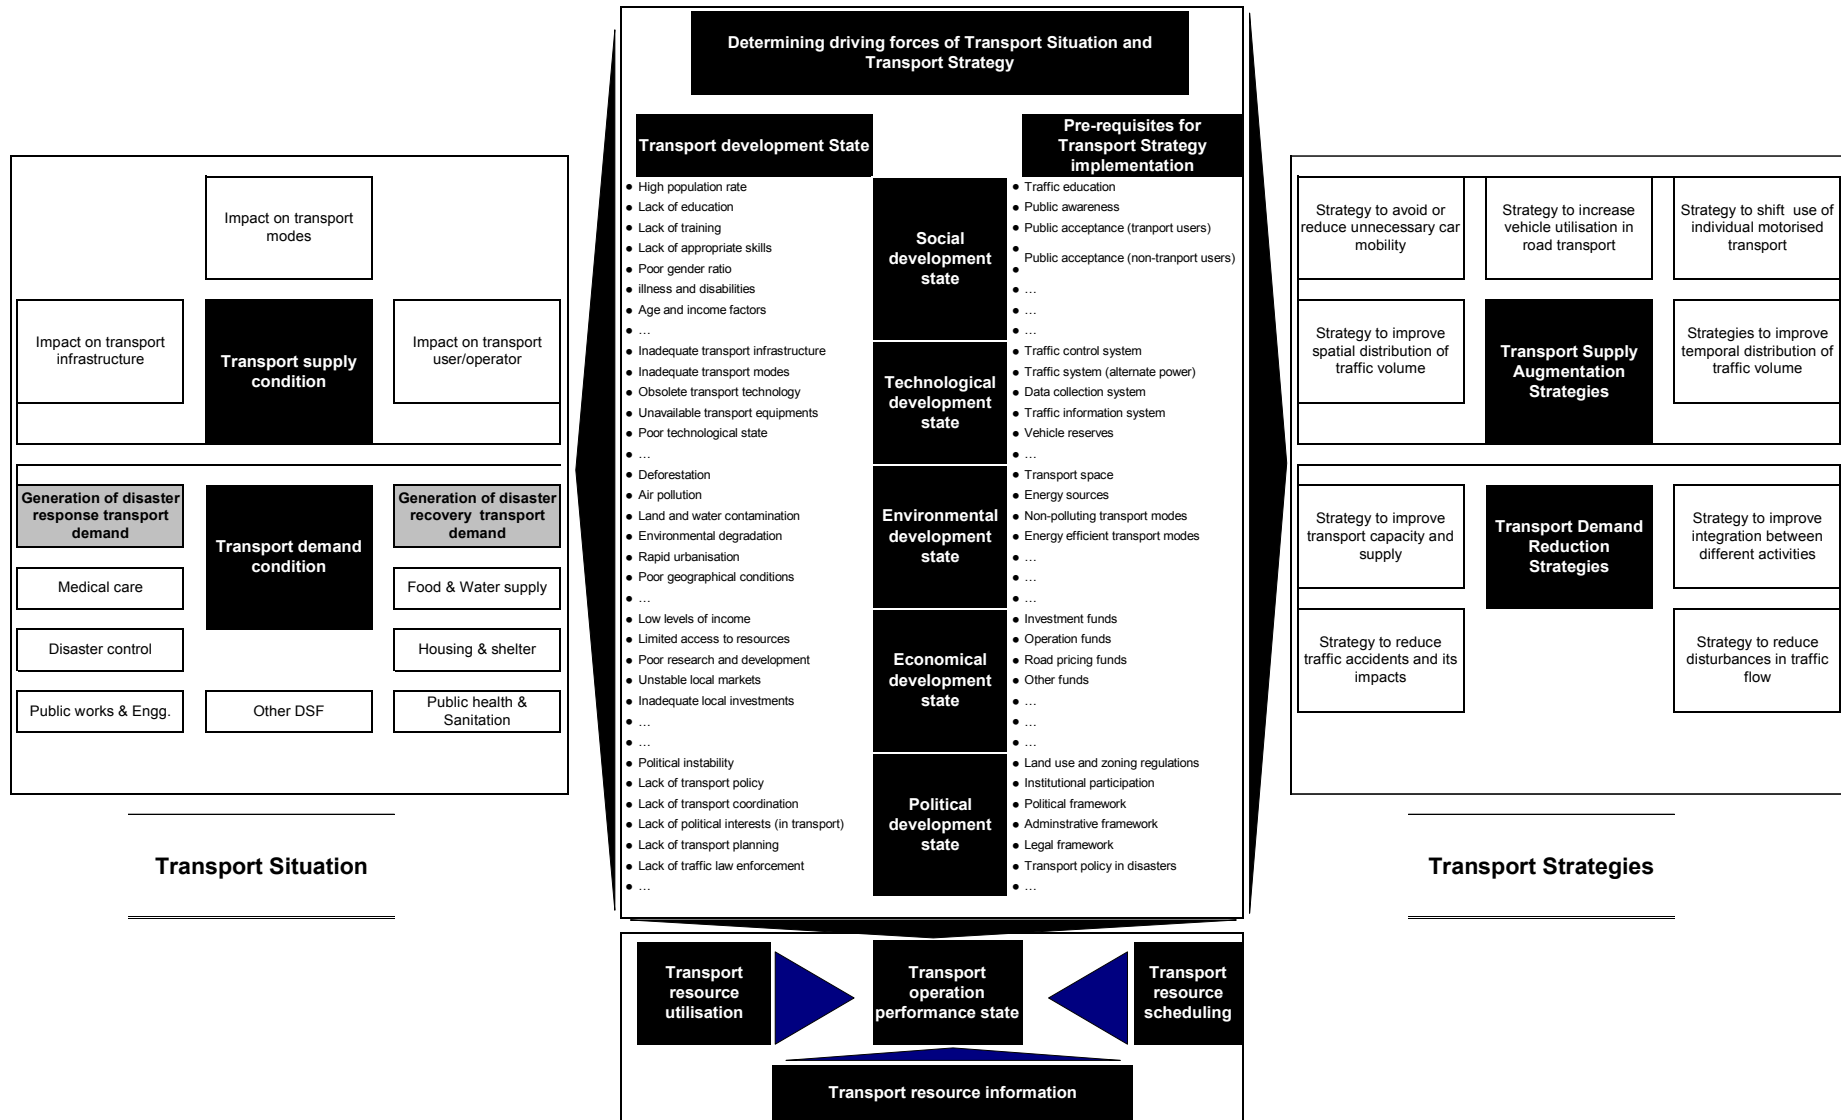 Determining driving forces of Transport Situation and
Transport Strategy
Transport development State
Pre-requisites for
Transport Strategy
implementation
Impact on transport
modes
Impact on transport
infrastructure
Transport supply
condition
Impact on transport
user/operator
Generation of disaster
response transport
demand
Transport demand
condition
Generation of disaster
recovery transport
demand
Medical care
Food & Water supply
Disaster control
Housing & shelter
Public works & Engg.
Other DSF
Public health &
Sanitation
Transport Situation
● High population rate
● Lack of education
● Lack of training
● Lack of appropriate skills
● Poor gender ratio
● illness and disabilities
● Age and income factors
● …
Social
development
state
● Traffic education
● Public awareness
● Public acceptance (tranport users)
●
Public acceptance (non-tranport users)
●
● …
● …
● …
● Inadequate transport infrastructure
● Inadequate transport modes
● Obsolete transport technology
● Unavailable transport equipments
● Poor technological state
● …
Technological
development
state
● Traffic control system
● Traffic system (alternate power)
● Data collection system
● Traffic information system
● Vehicle reserves
● …
● Deforestation
● Air pollution
● Land and water contamination
● Environmental degradation
● Rapid urbanisation
● Poor geographical conditions
● …
Environmental
development
state
● Transport space
● Energy sources
● Non-polluting transport modes
● Energy efficient transport modes
● …
● …
● …
● Low levels of income
● Limited access to resources
● Poor research and development
● Unstable local markets
● Inadequate local investments
● …
● …
Economical
development
state
● Investment funds
● Operation funds
● Road pricing funds
● Other funds
● …
● …
● …
● Political instability
● Lack of transport policy
● Lack of transport coordination
● Lack of political interests (in transport)
● Lack of transport planning
● Lack of traffic law enforcement
● …
Political
development
state
● Land use and zoning regulations
● Institutional participation
● Political framework
● Adminstrative framework
● Legal framework
● Transport policy in disasters
● …
Strategy to avoid or
reduce unnecessary car
mobility
Strategy to increase
vehicle utilisation in
road transport
Strategy to shift use of
individual motorised
transport
Strategy to improve
spatial distribution of
traffic volume
Transport Supply
Augmentation
Strategies
Strategies to improve
temporal distribution of
traffic volume
Strategy to improve
transport capacity and
supply
Transport Demand
Reduction
Strategies
Strategy to improve
integration between
different activities
Strategy to reduce
traffic accidents and its
impacts
Strategy to reduce
disturbances in traffic
flow
Transport Strategies
Transport
resource
utilisation
Transport
operation
performance state
Transport
resource
scheduling
Transport resource information